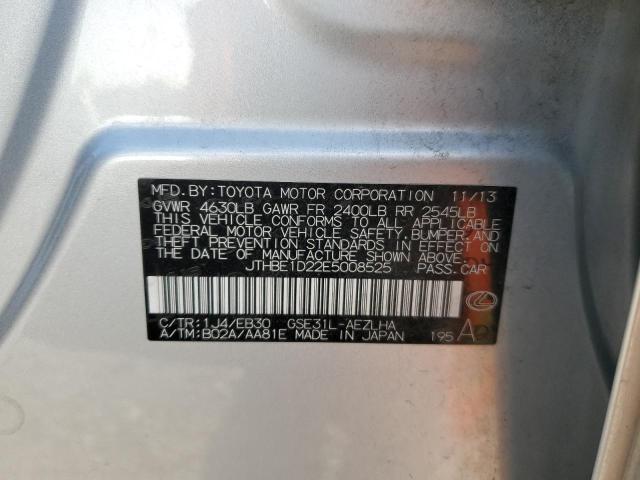 MFD. BY: TOYOTA MOTOR CORPORATION 11/13
GVWR 4630LB GAWR FR 2400LB RR 2545LB
THIS VEHICLE CONFORMS TO ALL APPLICABLE
FEDERAL MOTOR VEHICLE SAFETY, BUMPER, AND
THEFT PREVENTION STANDARDS IN EFFECT ON
THE DATE OF MANUFACTURE SHOWN ABOVE.
JTHBE1D22E5008525 PASS.CAR
C/TR:1J4/EB30 GSE31L-AEZLHA
A/TM:B02A/AA81E MADE IN JAPAN 195 A0